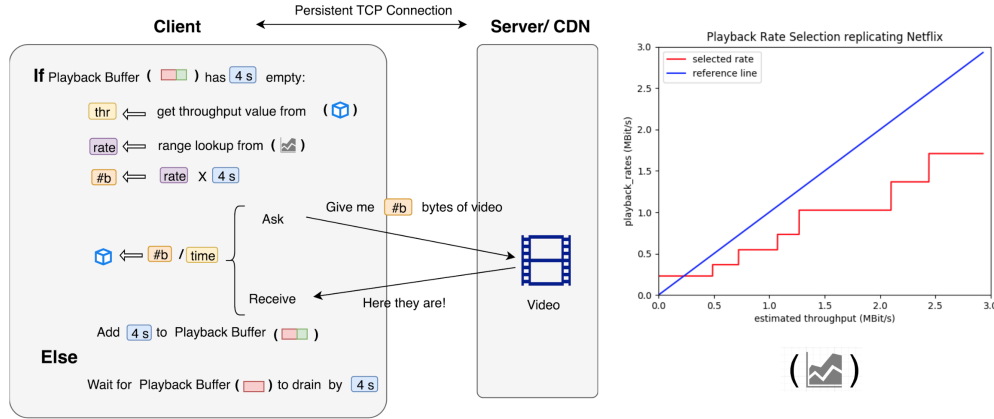 Persistent TCP Connection
Client
Server/ CDN
If Playback Buffer ( ) has 4 s empty:
thr get throughput value from ( )
rate range lookup from ( )
#b rate X 4 s
Ask
Give me #b bytes of video
#b / time
Receive
Here they are!
Video
Add 4 s to Playback Buffer ( )
Else
Wait for Playback Buffer ( ) to drain by 4 s
Playback Rate Selection replicating Netflix
selected rate
reference line
playback_rates (MBit/s)
3.0
2.5
2.0
1.5
1.0
0.5
0.0
0.0 0.5 1.0 1.5 2.0 2.5 3.0
estimated throughput (MBit/s)
( )